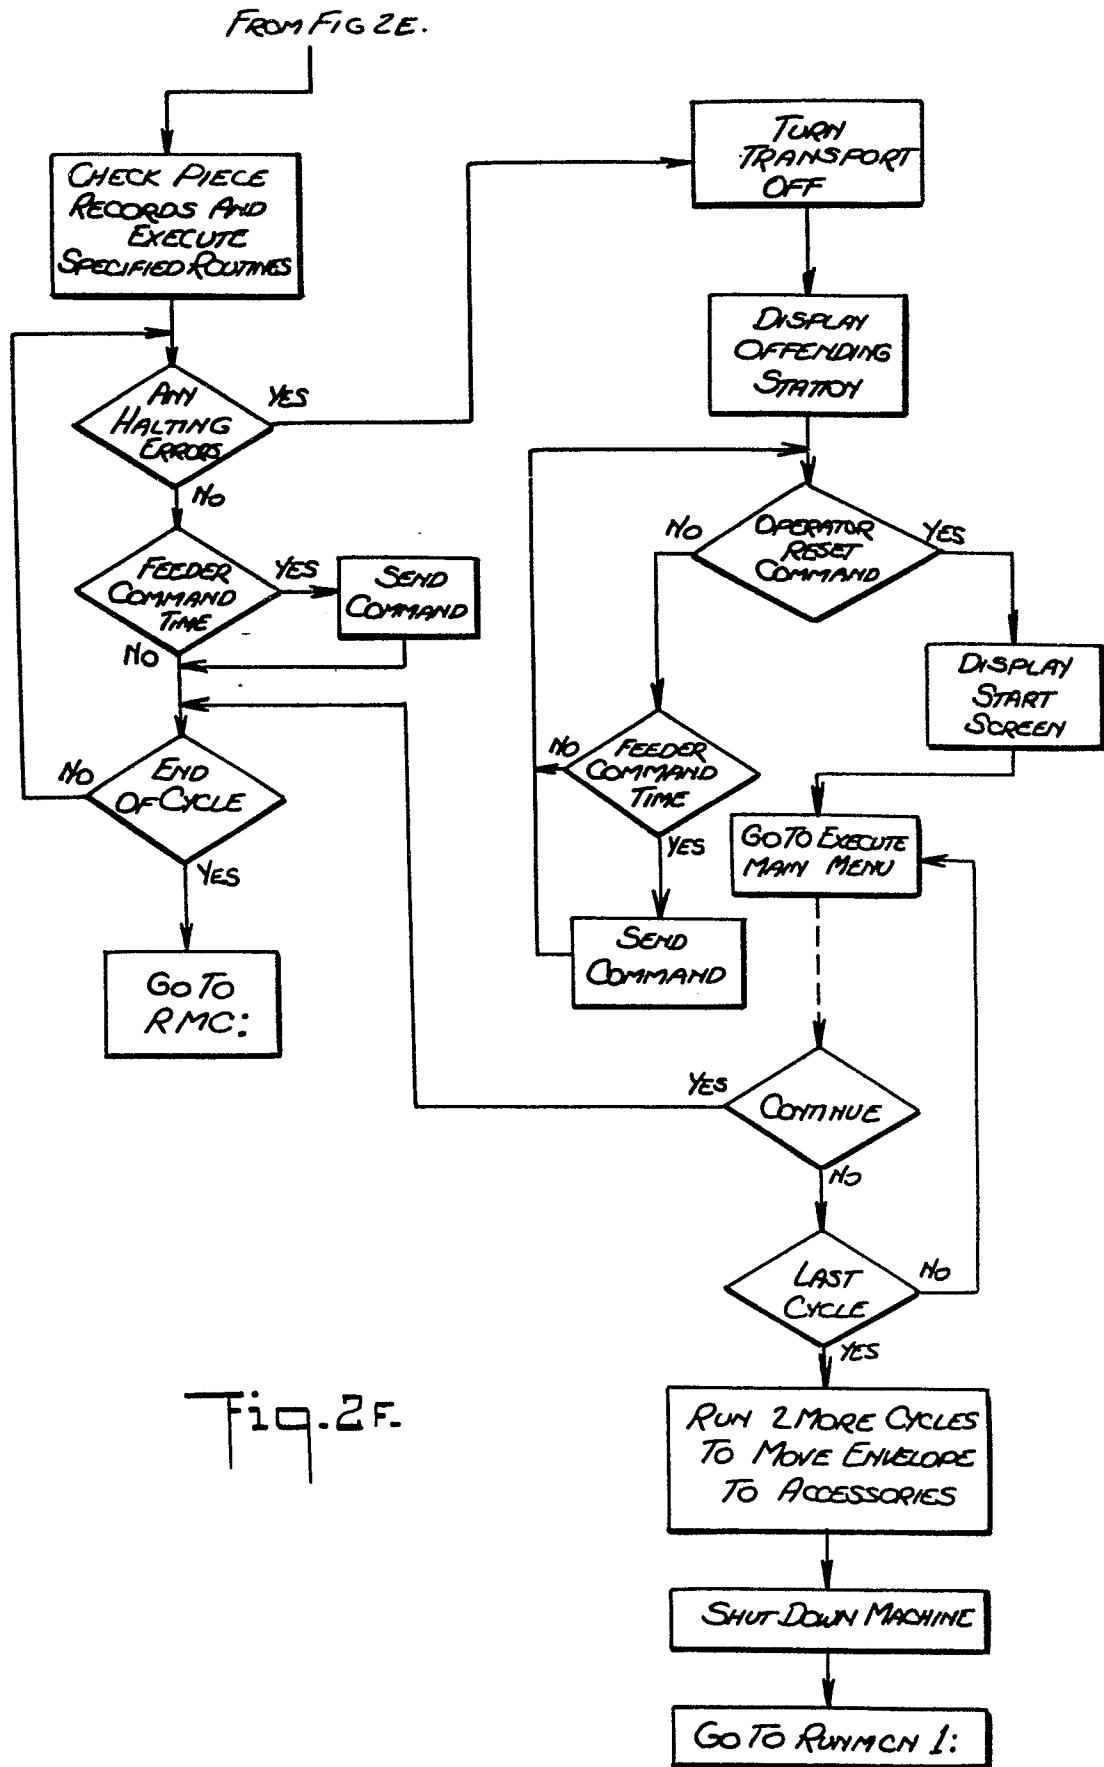 FROM FIG 2E.
CHECK PIECE
RECORDS AND
EXECUTE
SPECIFIED ROUTINES
ANY
HALTING
ERRORS
YES
NO
FEEDER
COMMAND
TIME
YES
SEND
COMMAND
NO
END
OF CYCLE
NO
YES
GO TO
RMC:
TURN
TRANSPORT
OFF
DISPLAY
OFFENDING
STATION
OPERATOR
RESET
COMMAND
NO
YES
DISPLAY
START
SCREEN
FEEDER
COMMAND
TIME
NO
YES
SEND
COMMAND
GO TO EXECUTE
MAIN MENU
CONTINUE
YES
NO
LAST
CYCLE
NO
YES
RUN 2 MORE CYCLES
TO MOVE ENVELOPE
TO ACCESSORIES
SHUT DOWN MACHINE
GO TO RUNMCN 1:
Fig. 2F.